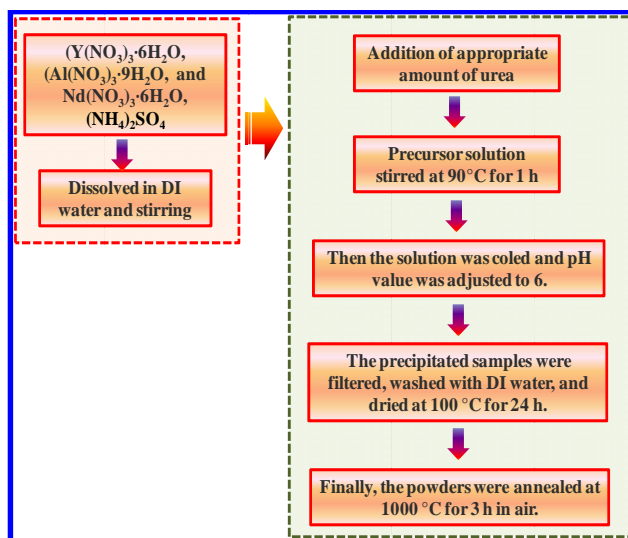 (Y(NO₃)₃·6H₂O,
(Al(NO₃)₃·9H₂O, and
Nd(NO₃)₃·6H₂O,
(NH₄)₂SO₄
Dissolved in DI
water and stirring
Addition of appropriate
amount of urea
Precursor solution
stirred at 90°C for 1 h
Then the solution was coled and pH
value was adjusted to 6.
The precipitated samples were
filtered, washed with DI water, and
dried at 100 °C for 24 h.
Finally, the powders were annealed at
1000 °C for 3 h in air.